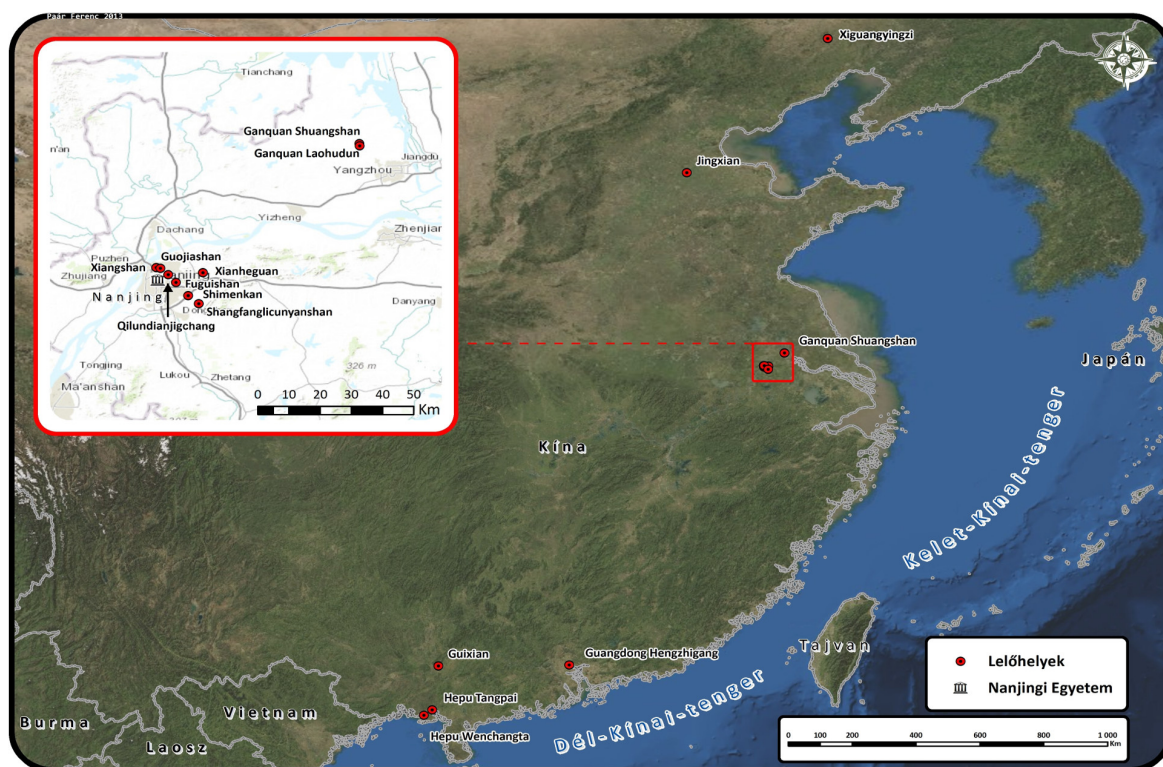 Paár Ferenc 2013
Xiguangyingzi
Tianchang
Ganquan Shuangshan
Ganquan Laohudun
Jiangdu
Yangzhou
Jingxian
Yizheng
Dachang
Zhenjian
Puzhen
Guojiashan
Zhujiang
Xiangshan
Xianheguan
Fuguishan
Nanjing
Shimenkan
Danyang
Shangfanglicunyanshan
Qilundianjigchang
Tongjing
Lukou
Zhetang
326 m
Ma'anshan
0 10 20 30 40 50
Km
Ganquan Shuangshan
Japán
Kína
Kelet-Kínai-tenger
Guixian
Guangdong Hengzhigang
Tajvan
Hepu Tangpai
Hepu Wenchangta
Vietnam
Burma
Laosz
Dél-Kínai-tenger
Lelőhelyek
Nanjingi Egyetem
0 100 200 400 600 800 1 000
Km